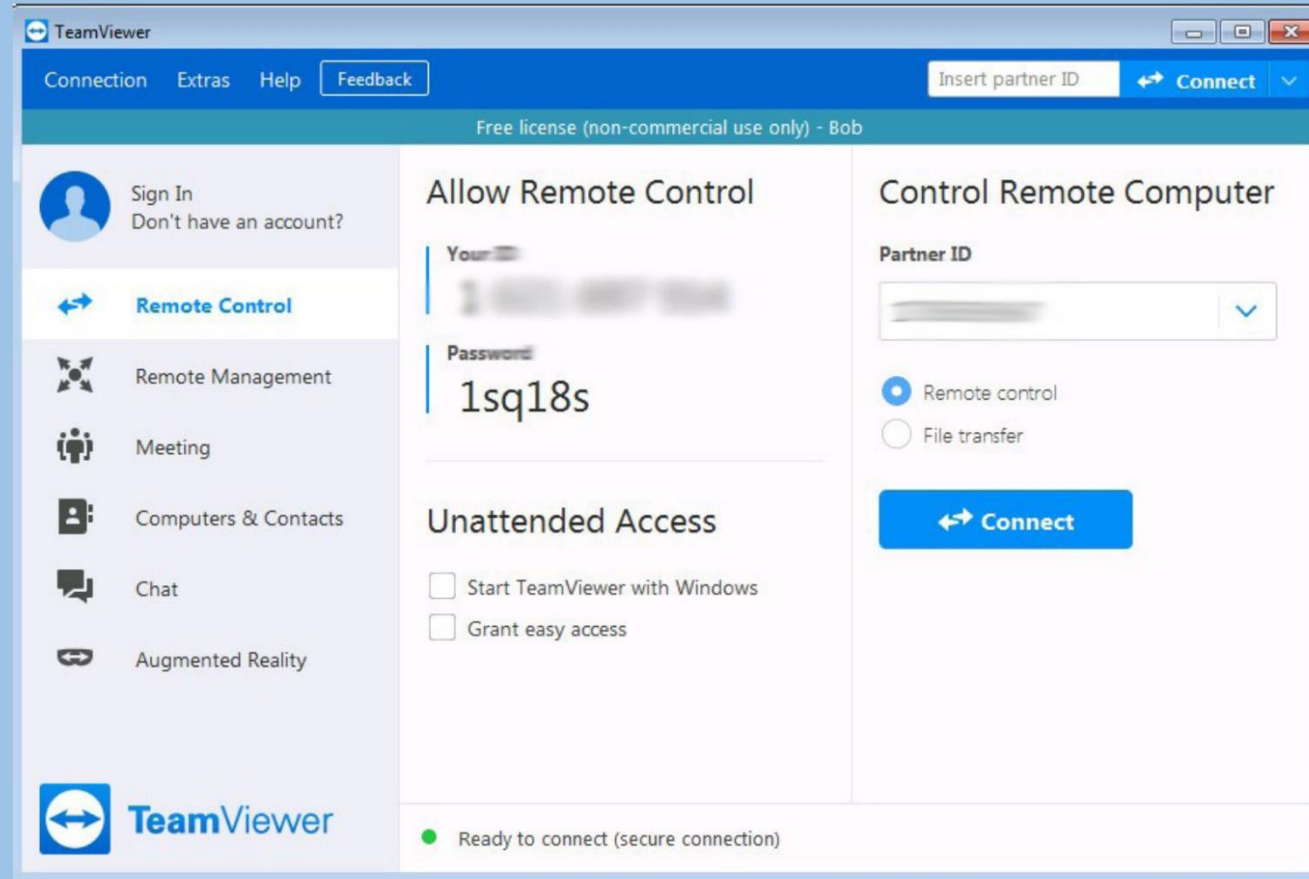 TeamViewer
Connection Extras Help Feedback
Insert partner ID Connect
Free license (non-commercial use only) - Bob
Sign In
Don't have an account?
Remote Control
Remote Management
Meeting
Computers & Contacts
Chat
Augmented Reality
TeamViewer
Allow Remote Control
Your
Password
1sq18s
Unattended Access
Start TeamViewer with Windows
Grant easy access
Control Remote Computer
Partner ID
Remote control
File transfer
Connect
Ready to connect (secure connection)